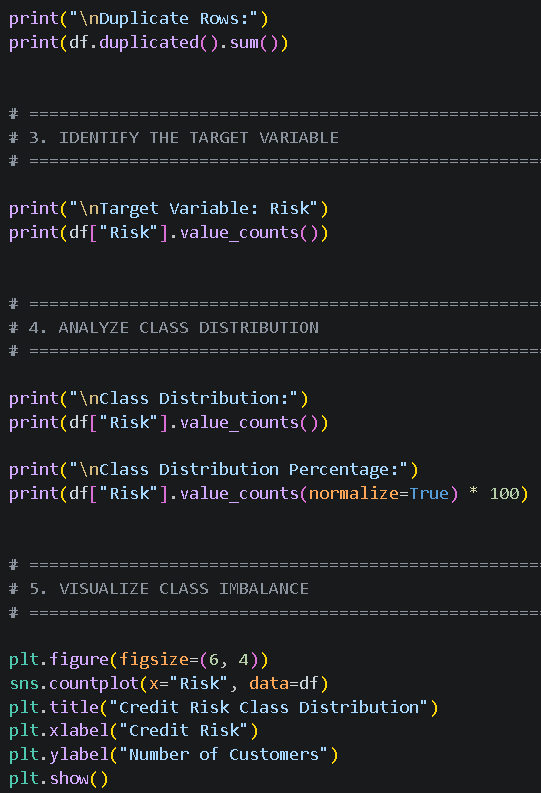 print("\nDuplicate Rows:")
print(df.duplicated().sum())
# ====================================================
# 3. IDENTIFY THE TARGET VARIABLE
# ====================================================
print("\nTarget Variable: Risk")
print(df["Risk"].value_counts())
# ====================================================
# 4. ANALYZE CLASS DISTRIBUTION
# ====================================================
print("\nClass Distribution:")
print(df["Risk"].value_counts())
print("\nClass Distribution Percentage:")
print(df["Risk"].value_counts(normalize=True) * 100)
# ====================================================
# 5. VISUALIZE CLASS IMBALANCE
# ====================================================
plt.figure(figsize=(6, 4))
sns.countplot(x="Risk", data=df)
plt.title("Credit Risk Class Distribution")
plt.xlabel("Credit Risk")
plt.ylabel("Number of Customers")
plt.show()